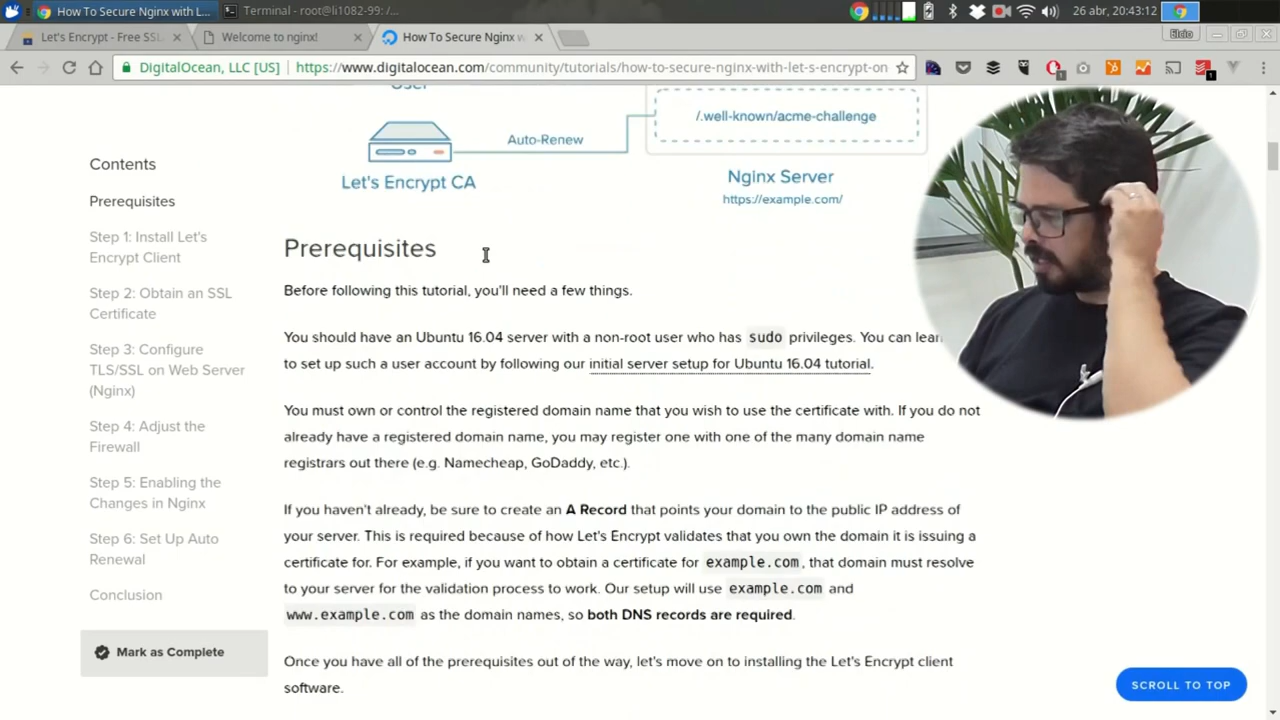 How To Secure Nginx with L...
Terminal - root@li1082-99: /...
26 abr, 20:43:12
Let's Encrypt - Free SS
Welcome to nginx!
How To Secure Nginx w
Elcio
DigitalOcean, LLC [US]
https://www.digitalocean.com/community/tutorials/how-to-secure-nginx-with-let-s-encrypt-on
User
/.well-known/acme-challenge
Auto-Renew
Let's Encrypt CA
Nginx Server
https://example.com/
Contents
Prerequisites
Step 1: Install Let's
Encrypt Client
Step 2: Obtain an SSL
Certificate
Step 3: Configure
TLS/SSL on Web Server
(Nginx)
Step 4: Adjust the
Firewall
Step 5: Enabling the
Changes in Nginx
Step 6: Set Up Auto
Renewal
Conclusion
Mark as Complete
Prerequisites
Before following this tutorial, you'll need a few things.
You should have an Ubuntu 16.04 server with a non-root user who has sudo privileges. You can lear
to set up such a user account by following our initial server setup for Ubuntu 16.04 tutorial.
You must own or control the registered domain name that you wish to use the certificate with. If you do not
already have a registered domain name, you may register one with one of the many domain name
registrars out there (e.g. Namecheap, GoDaddy, etc.).
If you haven't already, be sure to create an A Record that points your domain to the public IP address of
your server. This is required because of how Let's Encrypt validates that you own the domain it is issuing a
certificate for. For example, if you want to obtain a certificate for example.com, that domain must resolve
to your server for the validation process to work. Our setup will use example.com and
www.example.com as the domain names, so both DNS records are required.
Once you have all of the prerequisites out of the way, let's move on to installing the Let's Encrypt client
software.
SCROLL TO TOP